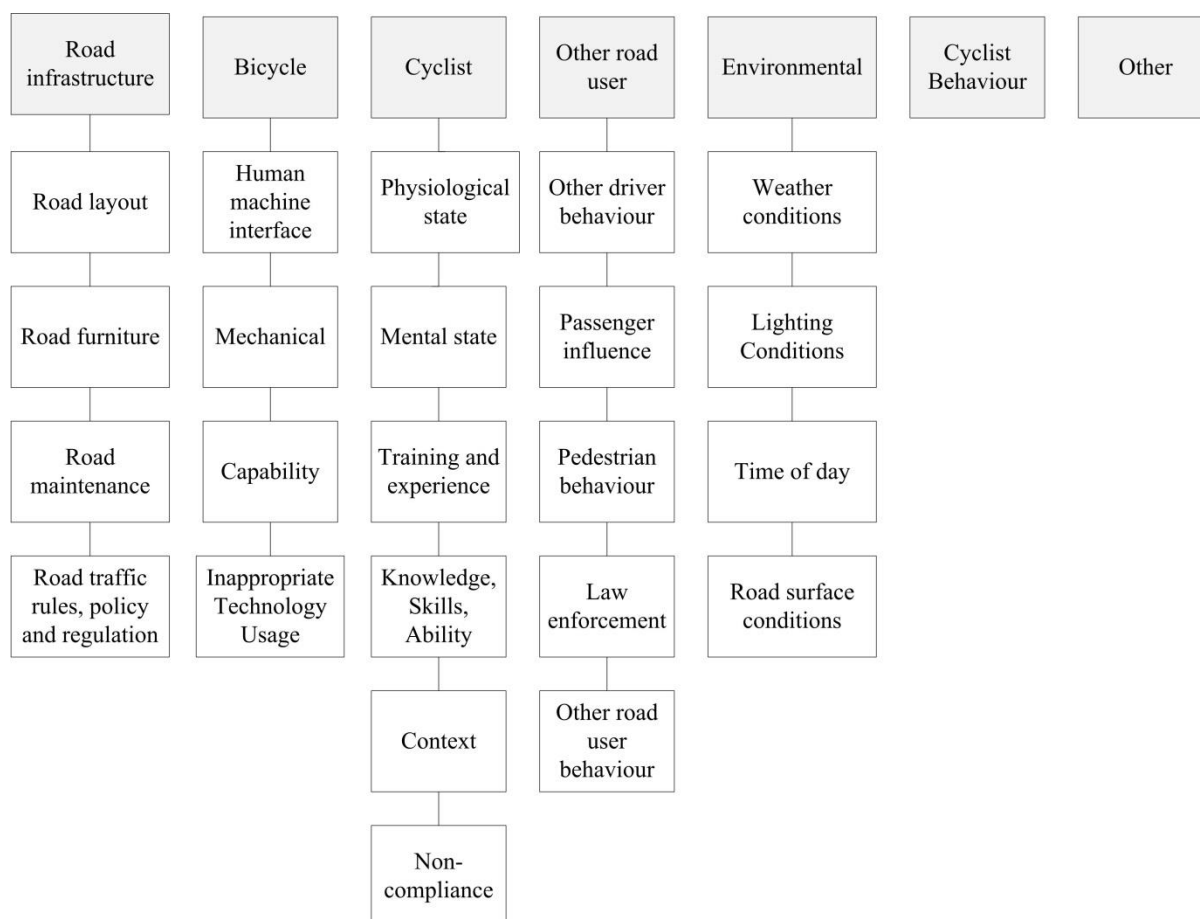 Road
infrastructure
Bicycle
Cyclist
Other road
user
Environmental
Cyclist
Behaviour
Other
Road layout
Human
machine
interface
Physiological
state
Other driver
behaviour
Weather
conditions
Road furniture
Mechanical
Mental state
Passenger
influence
Lighting
Conditions
Road
maintenance
Capability
Training and
experience
Pedestrian
behaviour
Time of day
Road traffic
rules, policy
and regulation
Inappropriate
Technology
Usage
Knowledge,
Skills,
Ability
Law
enforcement
Road surface
conditions
Context
Other road
user
behaviour
Non-
compliance